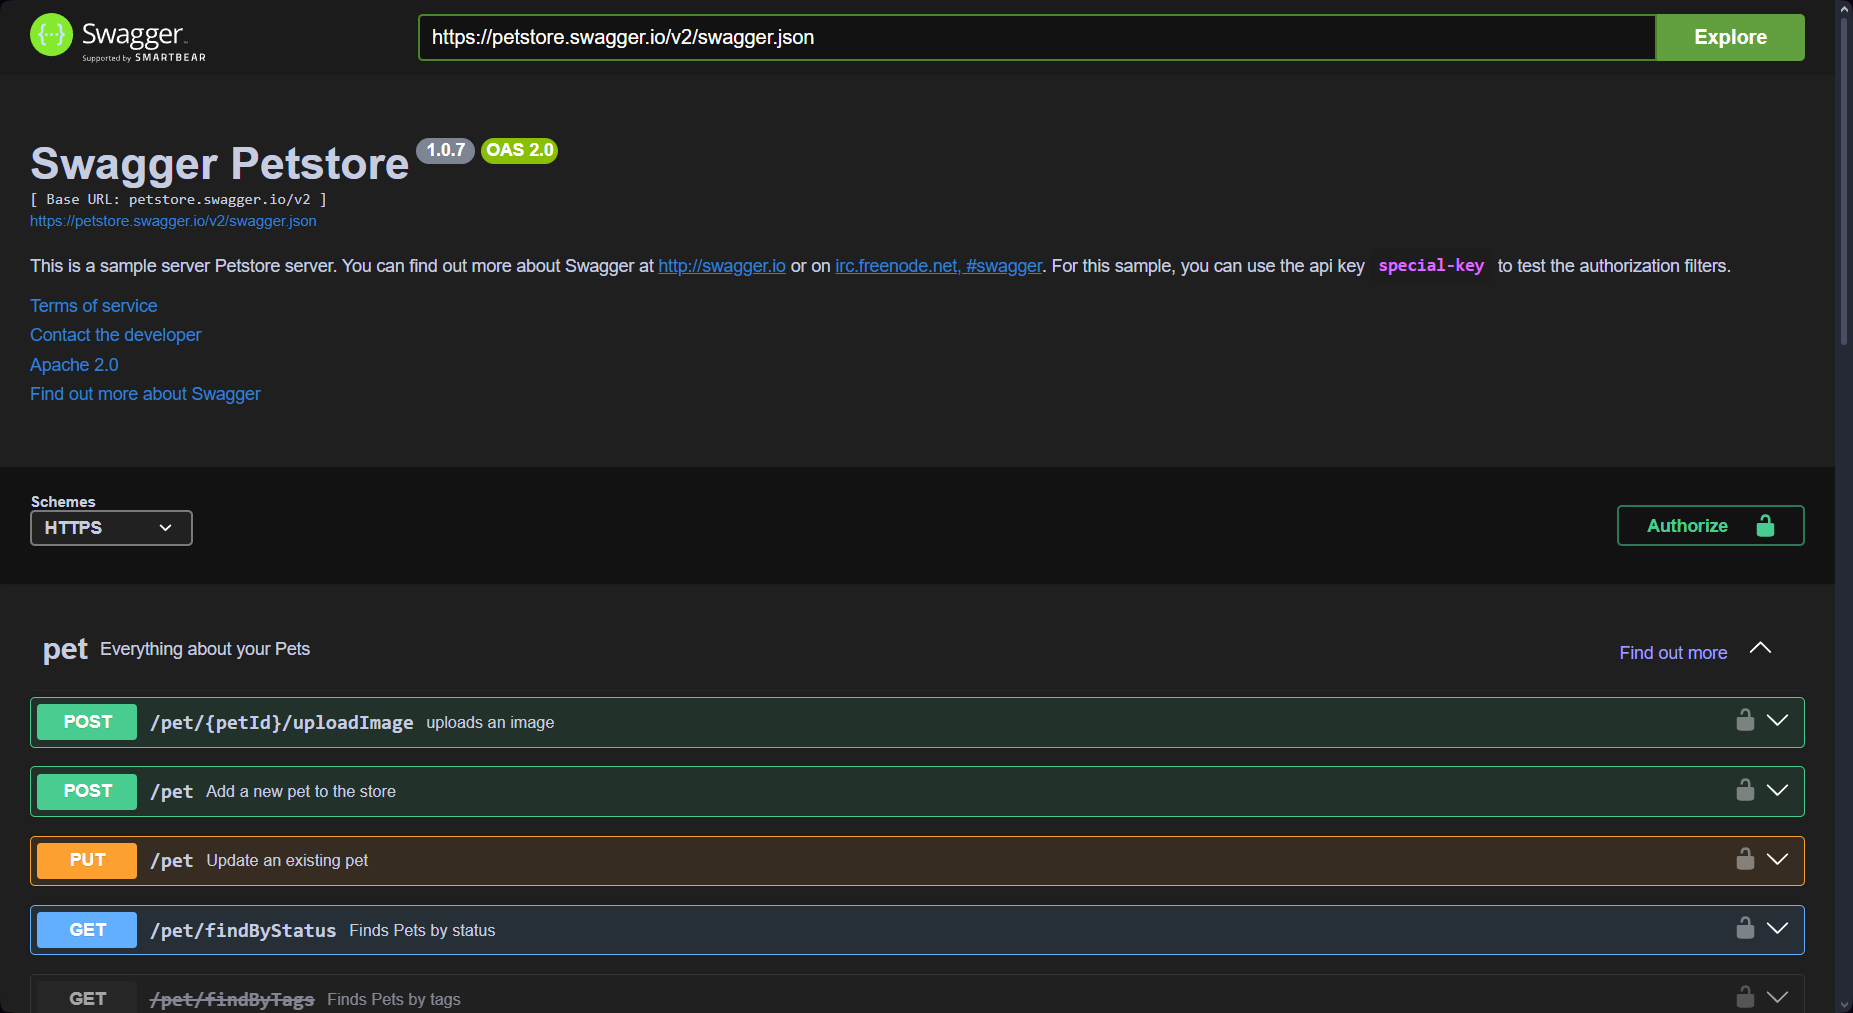 Swagger
Supported by SMARTBEAR
https://petstore.swagger.io/v2/swagger.json
Explore
Swagger Petstore 1.0.7 OAS 2.0
[ Base URL: petstore.swagger.io/v2 ]
https://petstore.swagger.io/v2/swagger.json
This is a sample server Petstore server. You can find out more about Swagger at http://swagger.io or on irc.freenode.net, #swagger. For this sample, you can use the api key special-key to test the authorization filters.
Terms of service
Contact the developer
Apache 2.0
Find out more about Swagger
Schemes
HTTPS
Authorize
pet Everything about your Pets
Find out more
POST /pet/{petId}/uploadImage uploads an image
POST /pet Add a new pet to the store
PUT /pet Update an existing pet
GET /pet/findByStatus Finds Pets by status
GET /pet/findByTags Finds Pets by tags